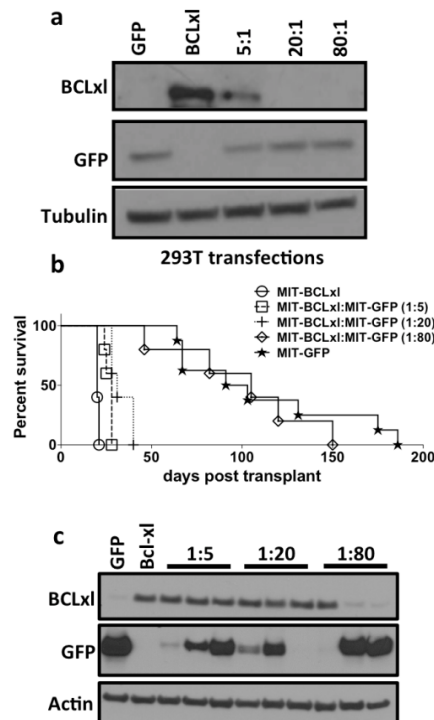 a
GFP
BCLxl
5:1
20:1
80:1
BCLxl
GFP
Tubulin
293T transfections
b
MIT-BCLxl
MIT-BCLxl:MIT-GFP (1:5)
MIT-BCLxl:MIT-GFP (1:20)
MIT-BCLxl:MIT-GFP (1:80)
MIT-GFP
Percent survival
100
50
0
0 50 100 150 200
days post transplant
c
GFP
Bcl-xl
1:5 1:20 1:80
BCLxl
GFP
Actin